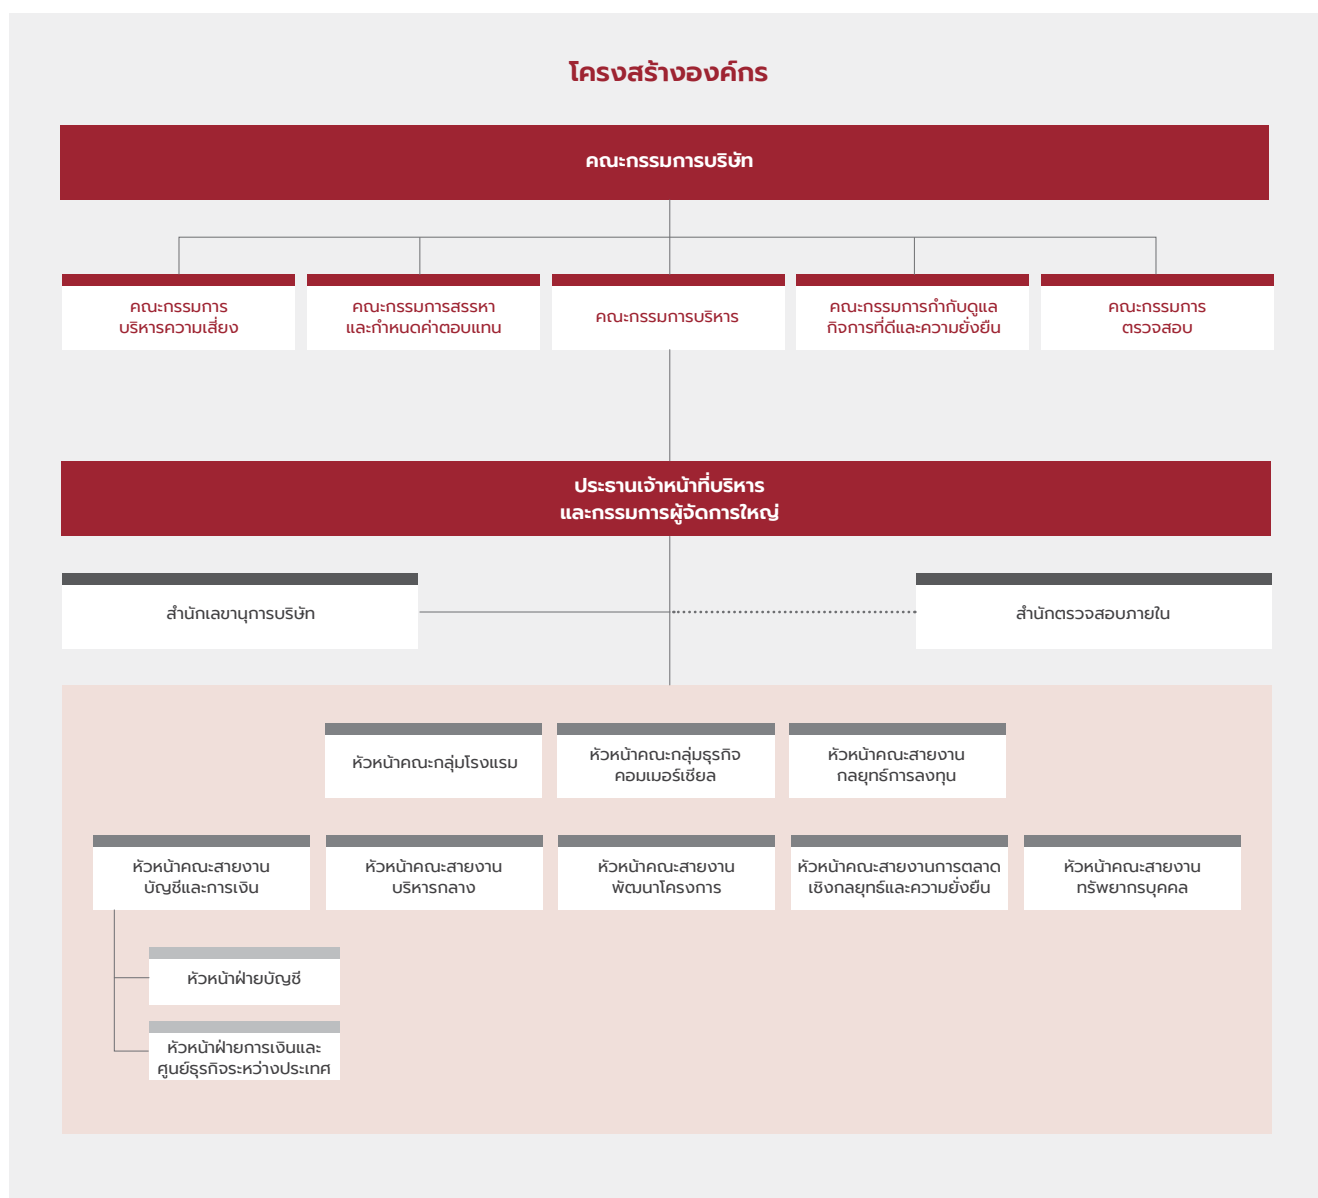 โครงสร้างองค์กร
คณะกรรมการบริษัท
คณะกรรมการ
บริหารความเสี่ยง
คณะกรรมการสรรหา
และกำหนดค่าตอบแทน
คณะกรรมการบริหาร
คณะกรรมการกำกับดูแล
กิจการที่ดีและความยั่งยืน
คณะกรรมการ
ตรวจสอบ
ประธานเจ้าหน้าที่บริหาร
และกรรมการผู้จัดการใหญ่
สำนักเลขานุการบริษัท
สำนักตรวจสอบภายใน
หัวหน้าคณะกลุ่มโรงแรม
หัวหน้าคณะกลุ่มธุรกิจ
คอมเมอร์เชียล
หัวหน้าคณะสายงาน
กลยุทธ์การลงทุน
หัวหน้าคณะสายงาน
บัญชีและการเงิน
หัวหน้าคณะสายงาน
บริหารกลาง
หัวหน้าคณะสายงาน
พัฒนาโครงการ
หัวหน้าคณะสายงานการตลาด
เชิงกลยุทธ์และความยั่งยืน
หัวหน้าคณะสายงาน
ทรัพยากรบุคคล
หัวหน้าฝ่ายบัญชี
หัวหน้าฝ่ายการเงินและ
ศูนย์ธุรกิจระหว่างประเทศ